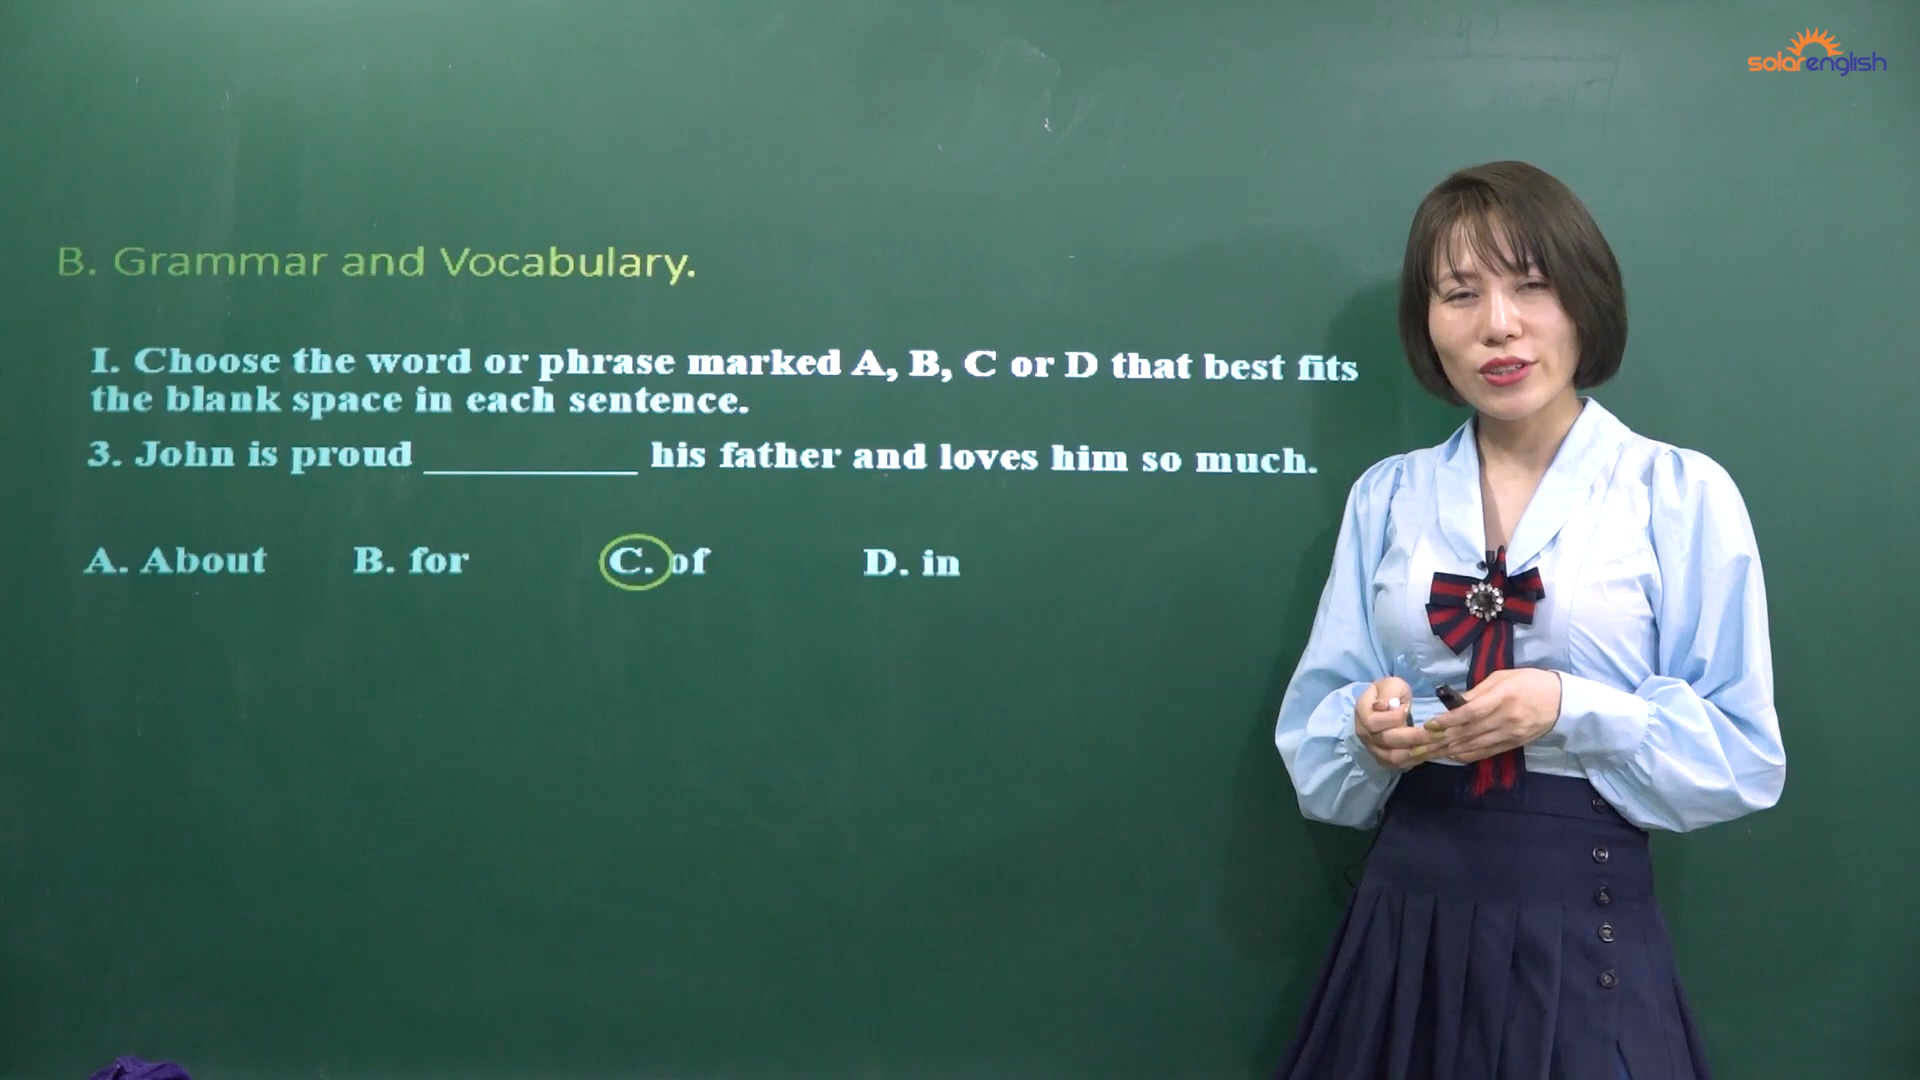 solarenglish
B. Grammar and Vocabulary.
I. Choose the word or phrase marked A, B, C or D that best fits
the blank space in each sentence.
3. John is proud __________ his father and loves him so much.
A. About B. for C. of D. in